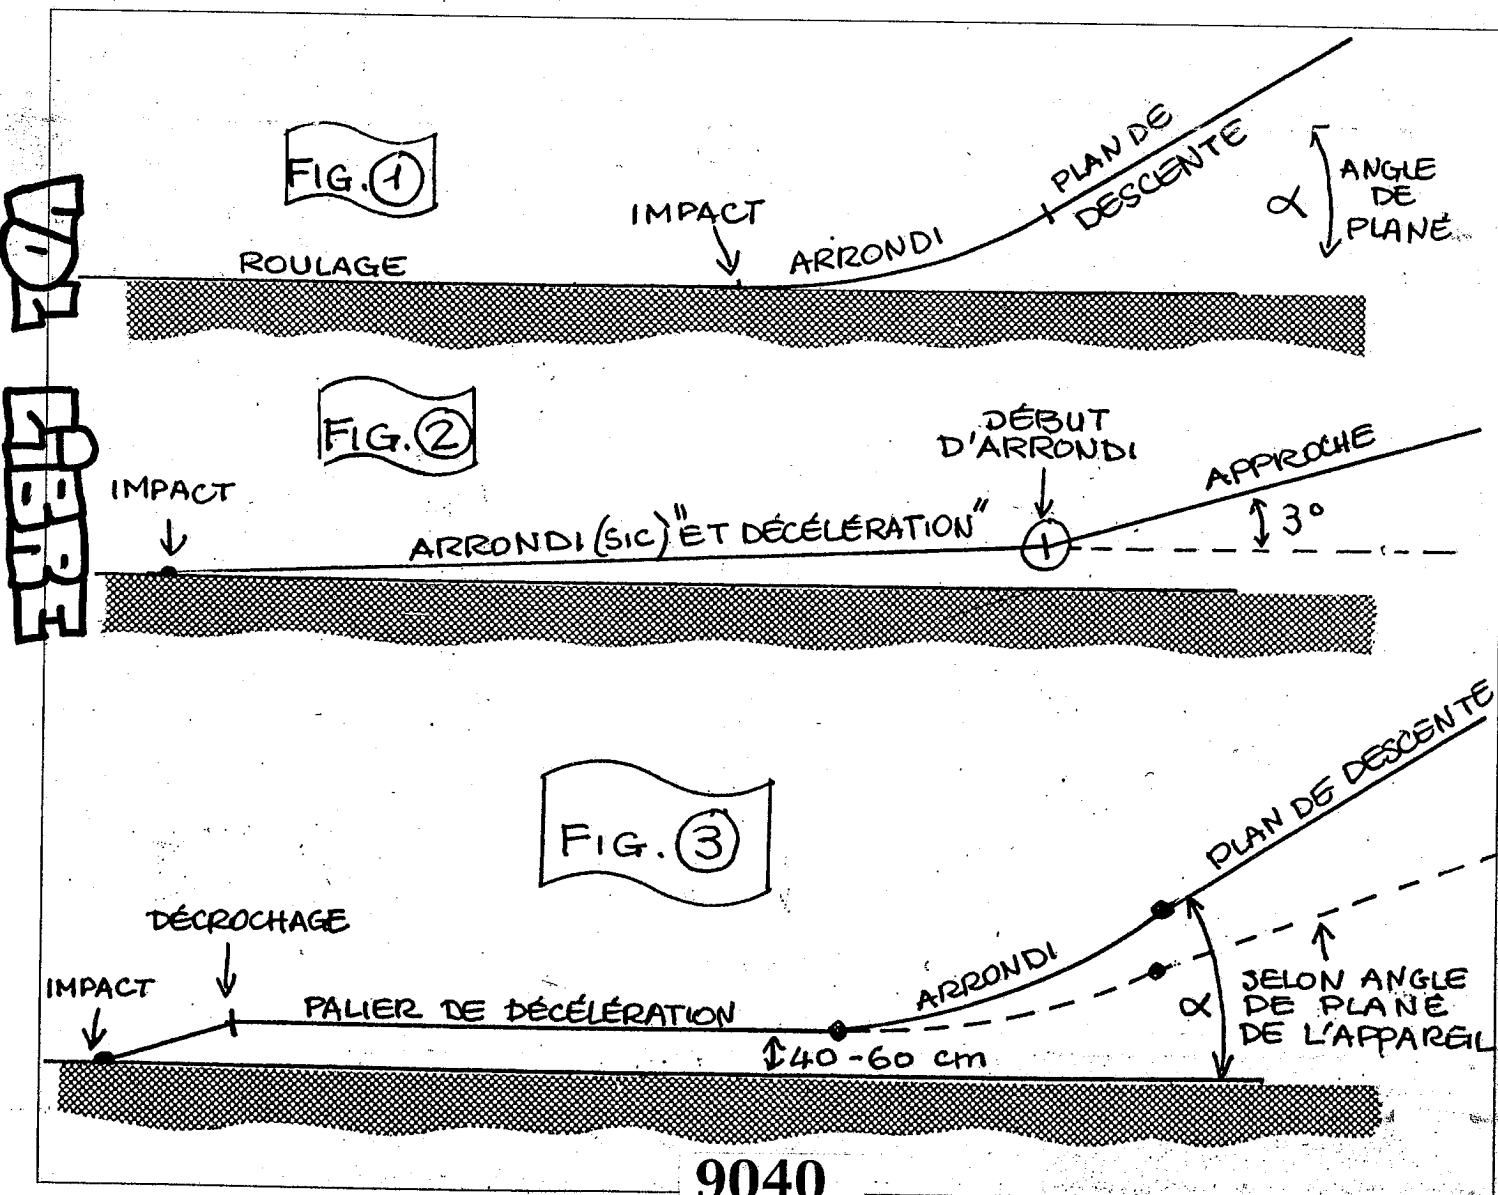 FIG. 1
PLAN DE
DESCENTE
α
ANGLE
DE
PLANÉ
IMPACT
ARRONDI
ROULAGE
FIG. 2
DÉBUT
D'ARRONDI
APPROCHE
3°
IMPACT
ARRONDI (SIC) "ET DÉCÉLÉRATION"
FIG. 3
PLAN DE DESCENTE
DÉCROCHAGE
IMPACT
PALIER DE DÉCÉLÉRATION
ARRONDI
40-60 cm
α
SELON ANGLE
DE PLANÉ
DE L'APPAREIL
9040